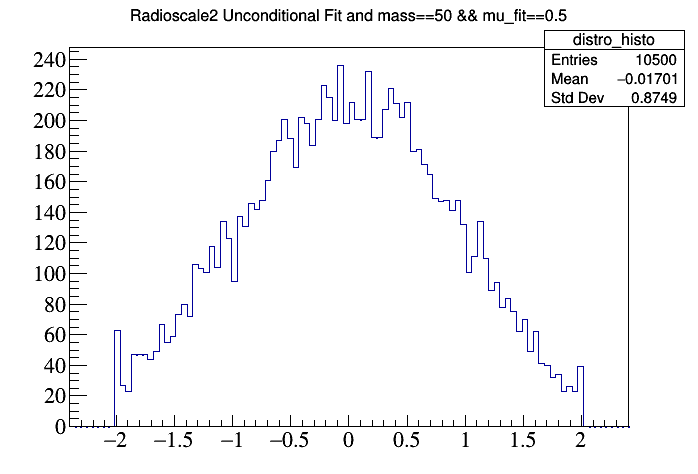 Radioscale2 Unconditional Fit and mass==50 && mu_fit==0.5
distro_histo
Entries 10500
Mean −0.01701
Std Dev 0.8749
240
220
200
180
160
140
120
100
80
60
40
20
0
−2 −1.5 −1 −0.5 0 0.5 1 1.5 2